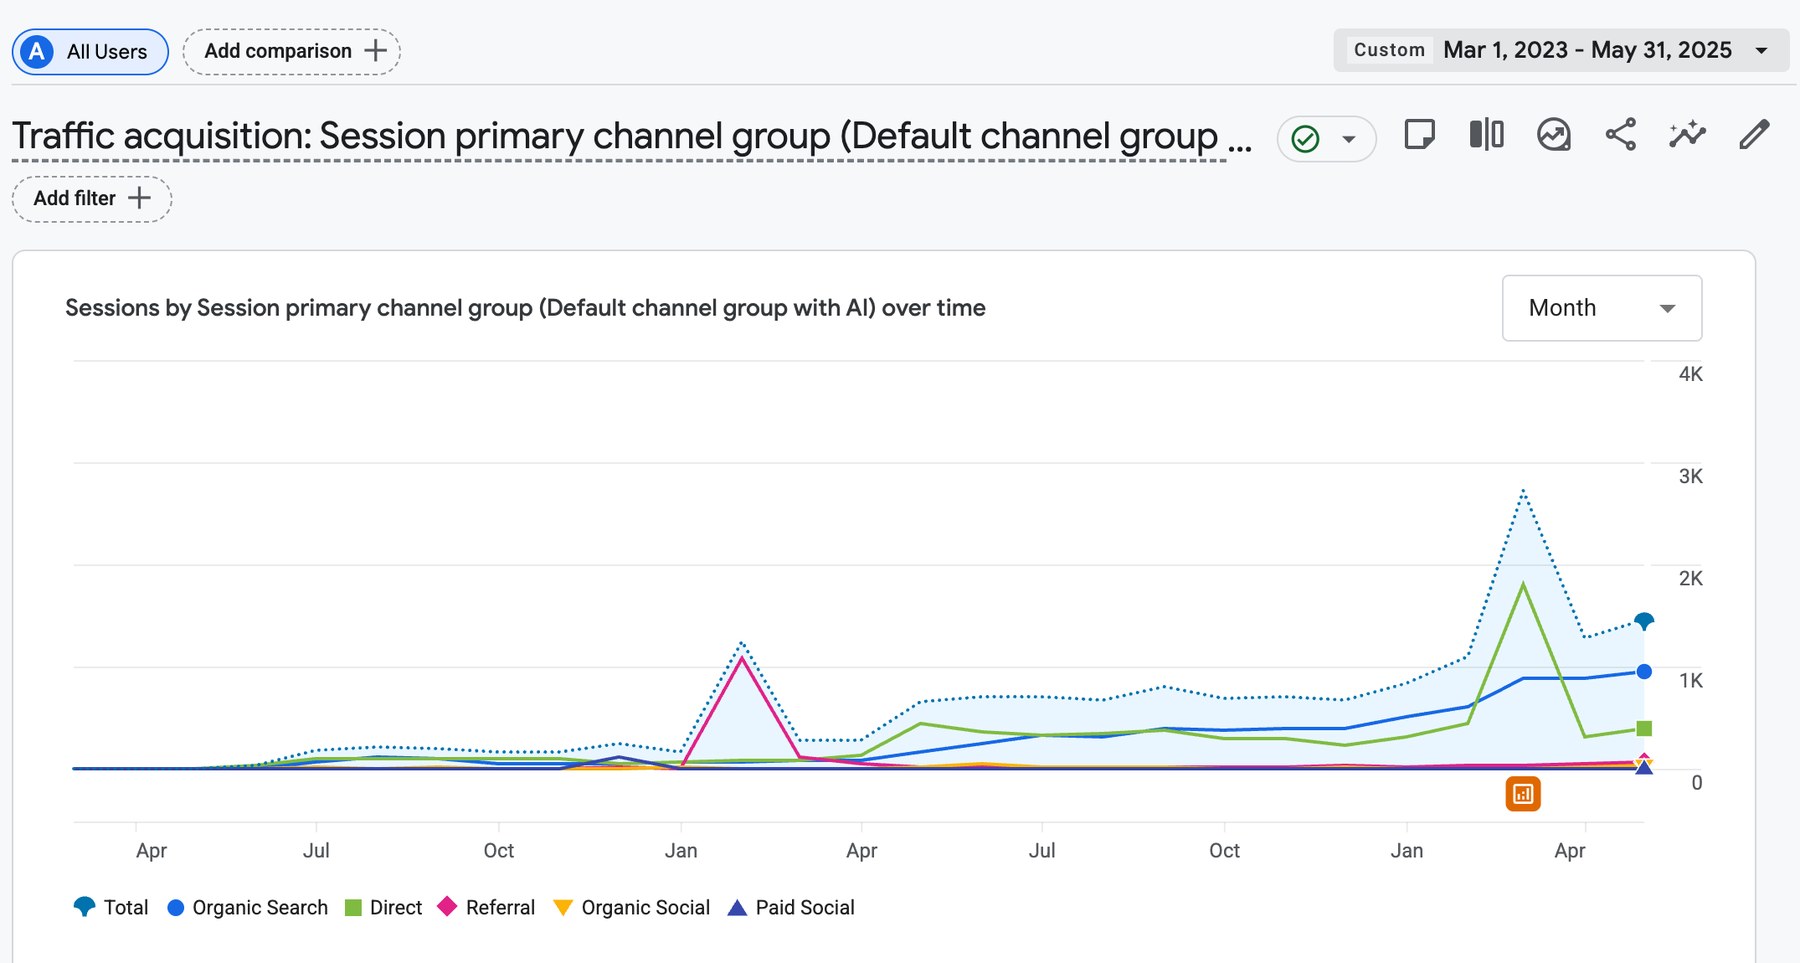 A All Users Add comparison + Custom Mar 1, 2023 - May 31, 2025
Traffic acquisition: Session primary channel group (Default channel group ...
Add filter +
Sessions by Session primary channel group (Default channel group with AI) over time
Month
4K
3K
2K
1K
0
Apr Jul Oct Jan Apr Jul Oct Jan Apr
Total Organic Search Direct Referral Organic Social Paid Social